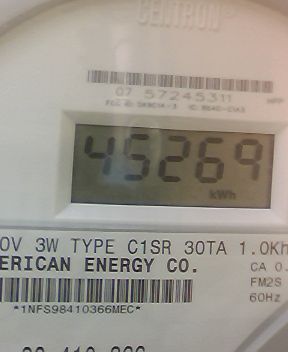 CENTRON
07 57245311
45269
kWh
0V 3W TYPE C1SR 30TA 1.0Kh
ERICAN ENERGY CO.
CA 0.
FM2S
60Hz
*1NFS98410366MEC*